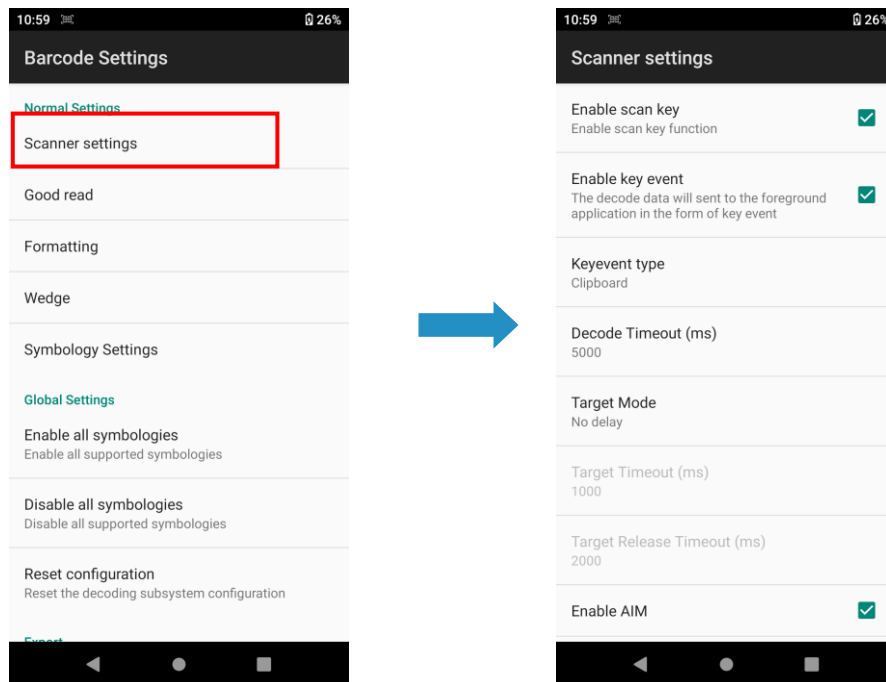 10:59
26%
Barcode Settings
Normal Settings
Scanner settings
Good read
Formatting
Wedge
Symbology Settings
Global Settings
Enable all symbologies
Enable all supported symbologies
Disable all symbologies
Disable all supported symbologies
Reset configuration
Reset the decoding subsystem configuration
10:59
26%
Scanner settings
Enable scan key
Enable scan key function
Enable key event
The decode data will sent to the foreground
application in the form of key event
Keyevent type
Clipboard
Decode Timeout (ms)
5000
Target Mode
No delay
Target Timeout (ms)
1000
Target Release Timeout (ms)
2000
Enable AIM